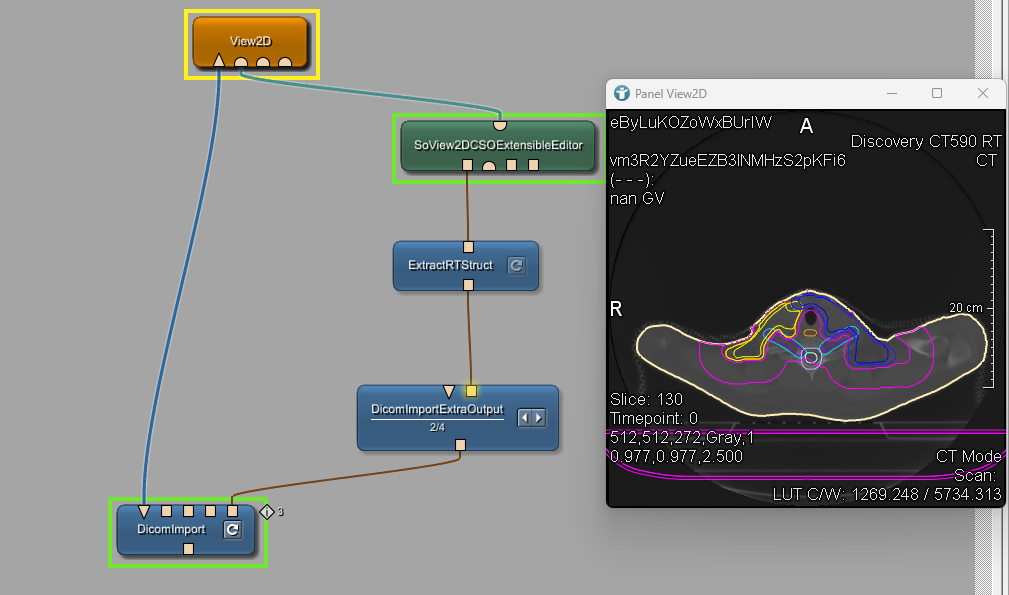 View2D
SoView2DCSOExtensibleEditor
ExtractRTStruct
DicomImportExtraOutput
2/4
DicomImport
3
Panel View2D
eByLuKOZoWxBUrIW
A
Discovery CT590 RT
vm3R2YZueEZB3lNMHzS2pKFi6
CT
(- - -):
nan GV
R
20 cm
Slice: 130
Timepoint: 0
512,512,272,Gray,1
0.977,0.977,2.500
CT Mode
Scan:
LUT C/W: 1269.248 / 5734.313